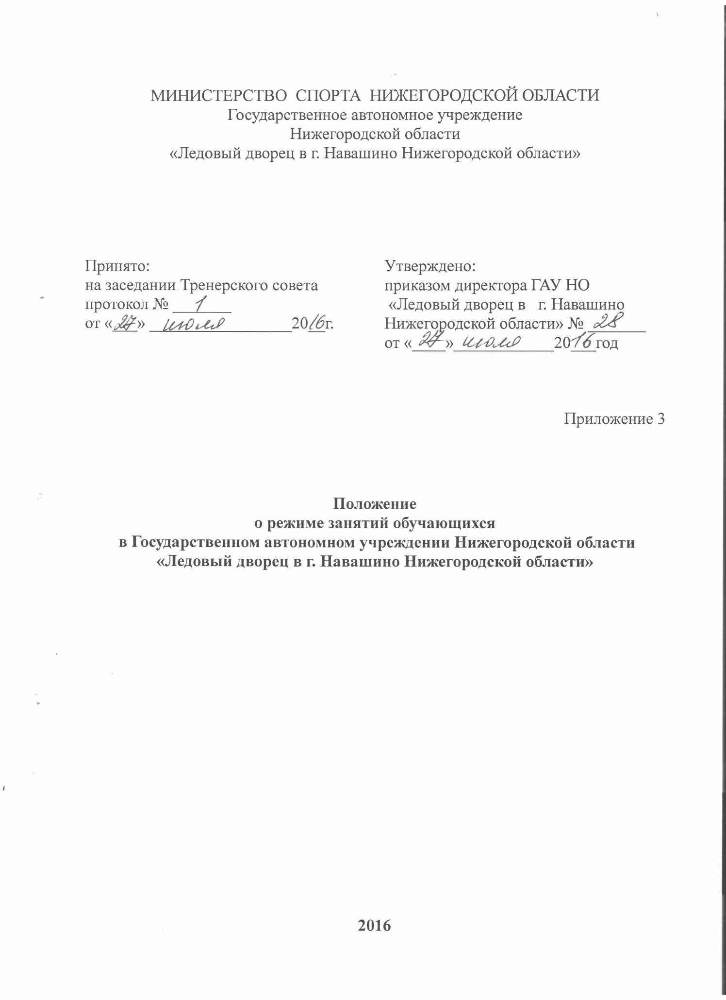 МИНИСТЕРСТВО СПОРТА НИЖЕГОРОДСКОЙ ОБЛАСТИ
Государственное автономное учреждение
Нижегородской области
«Ледовый дворец в г. Навашино Нижегородской области»
Принято:
на заседании Тренерского совета
протокол № 1
от «27» июля 2016г.
Утверждено:
приказом директора ГАУ НО
«Ледовый дворец в г. Навашино
Нижегородской области» № 28
от «27» июля 2016 год
Приложение 3
Положение
о режиме занятий обучающихся
в Государственном автономном учреждении Нижегородской области
«Ледовый дворец в г. Навашино Нижегородской области»
2016